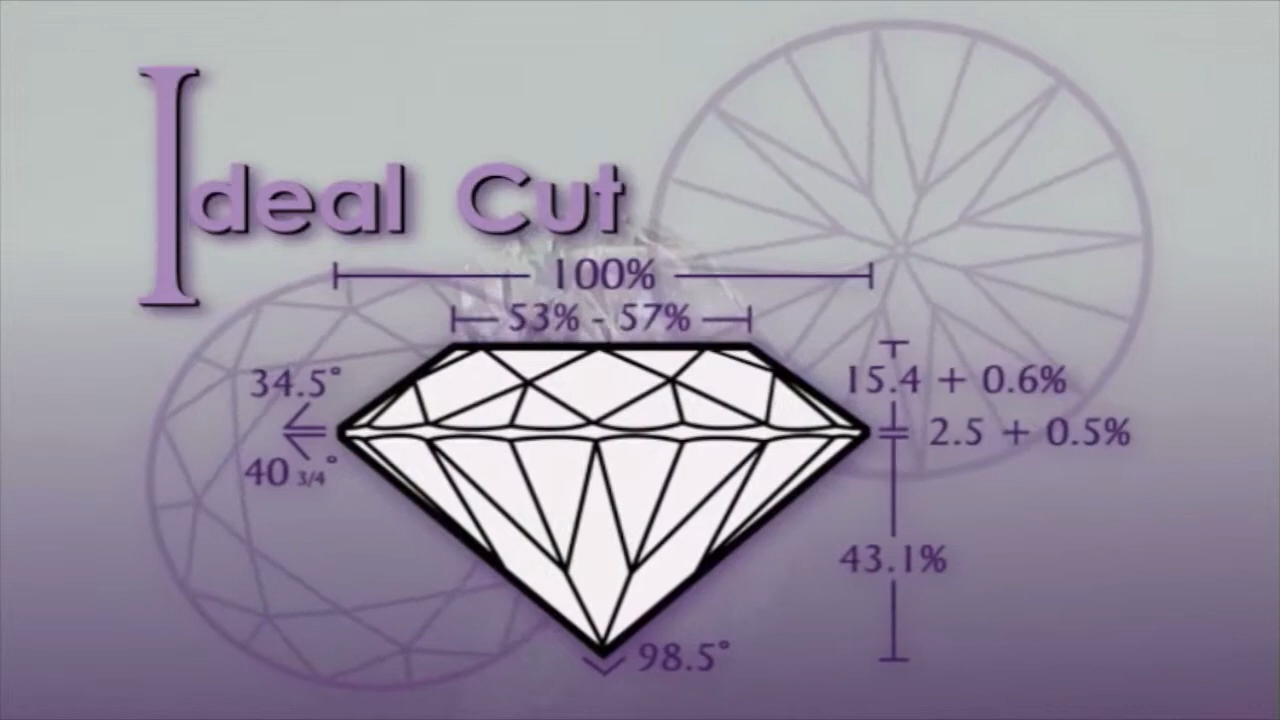 Ideal Cut
100%
53% - 57%
34.5°
15.4 + 0.6%
2.5 + 0.5%
40 3/4°
43.1%
98.5°